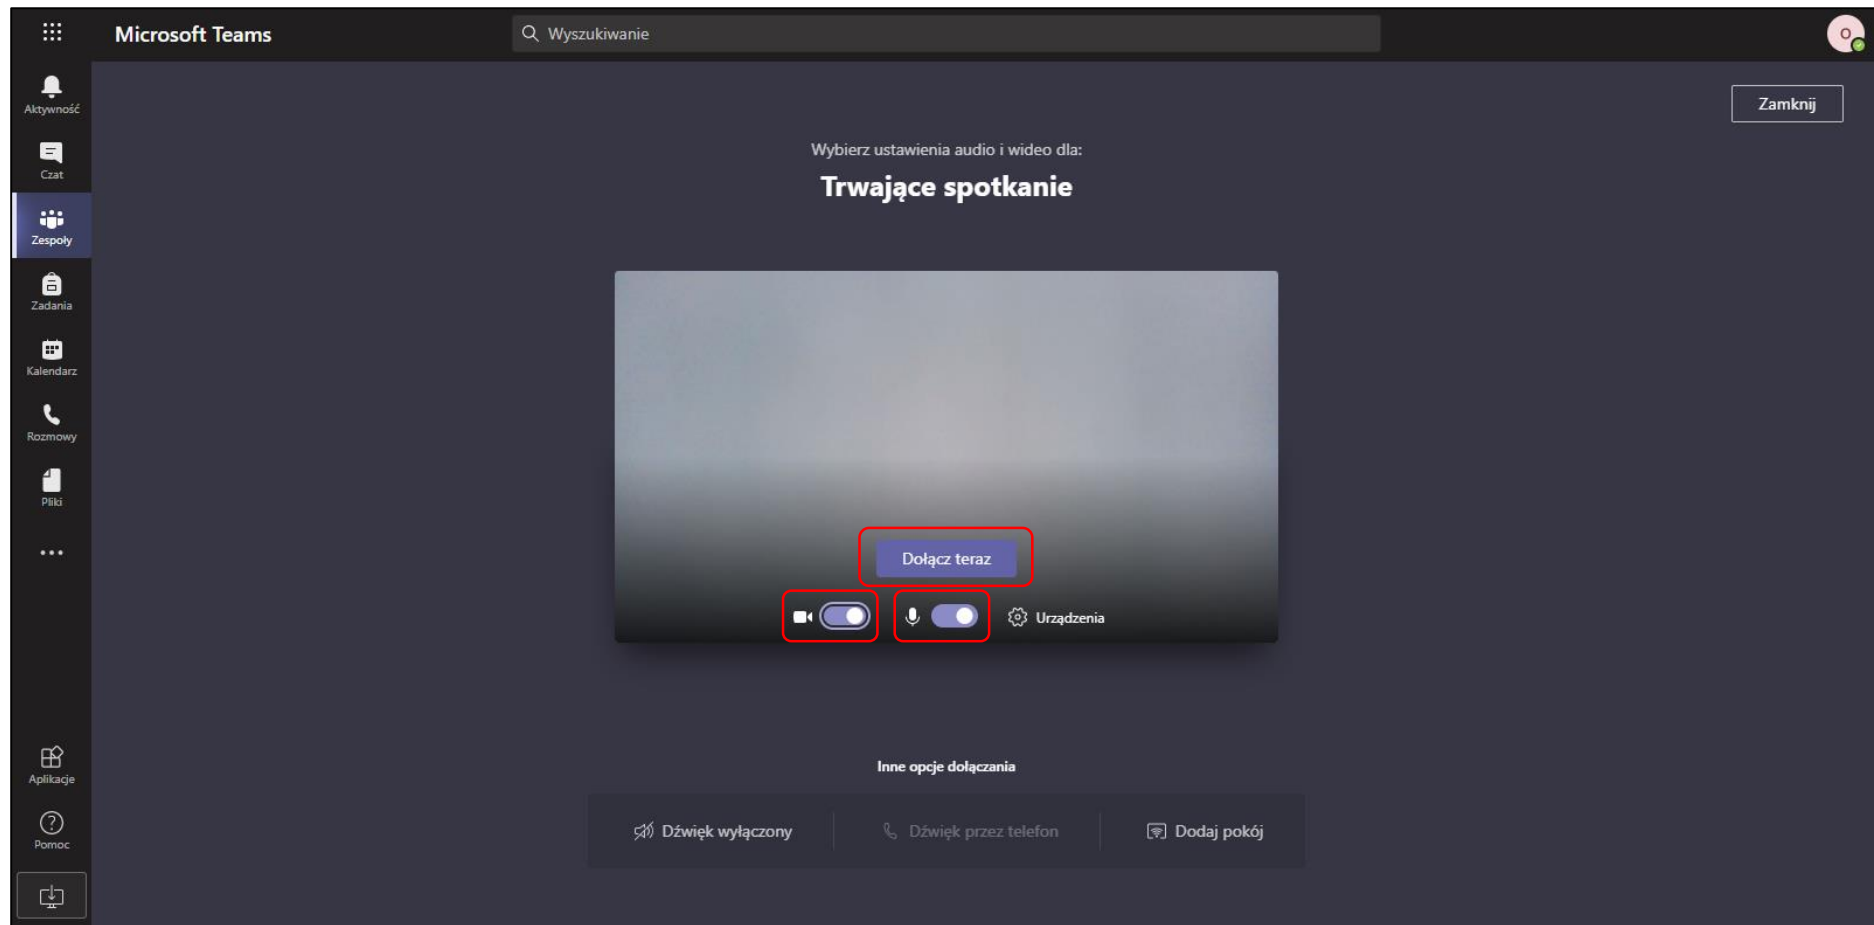 Microsoft Teams
Wyszukiwanie
O
Aktywność
Czat
Zespoły
Zadania
Kalendarz
Rozmowy
Pliki
Aplikacje
Pomoc
Zamknij
Wybierz ustawienia audio i wideo dla:
Trwające spotkanie
Dołącz teraz
Urządzenia
Inne opcje dołączania
Dźwięk wyłączony
Dźwięk przez telefon
Dodaj pokój